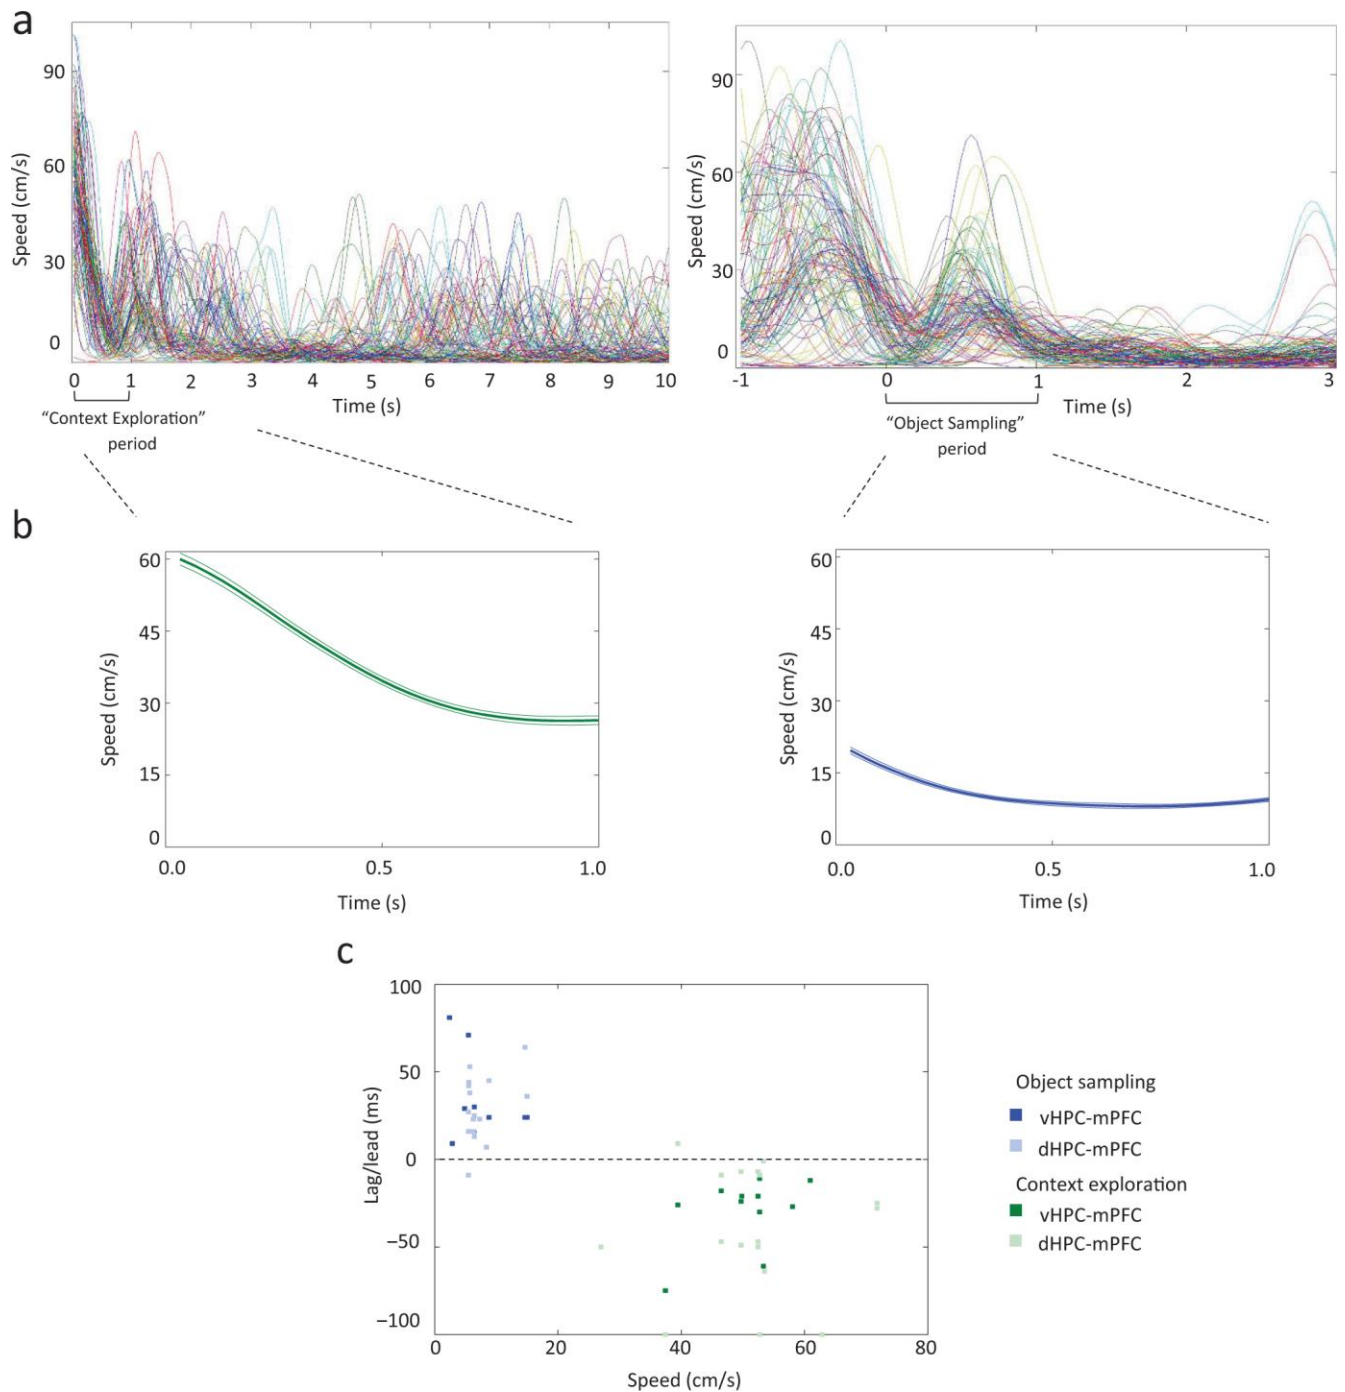 a
90
60
30
0
Speed (cm/s)
0 1 2 3 4 5 6 7 8 9 10
Time (s)
“Context Exploration”
period
90
60
30
0
Speed (cm/s)
-1 0 1 2 3
Time (s)
“Object Sampling”
period
b
60
45
30
15
0
Speed (cm/s)
0.0 0.5 1.0
Time (s)
60
45
30
15
0
Speed (cm/s)
0.0 0.5 1.0
Time (s)
c
100
50
0
−50
−100
Lag/lead (ms)
0 20 40 60 80
Speed (cm/s)
Object sampling
vHPC-mPFC
dHPC-mPFC
Context exploration
vHPC-mPFC
dHPC-mPFC